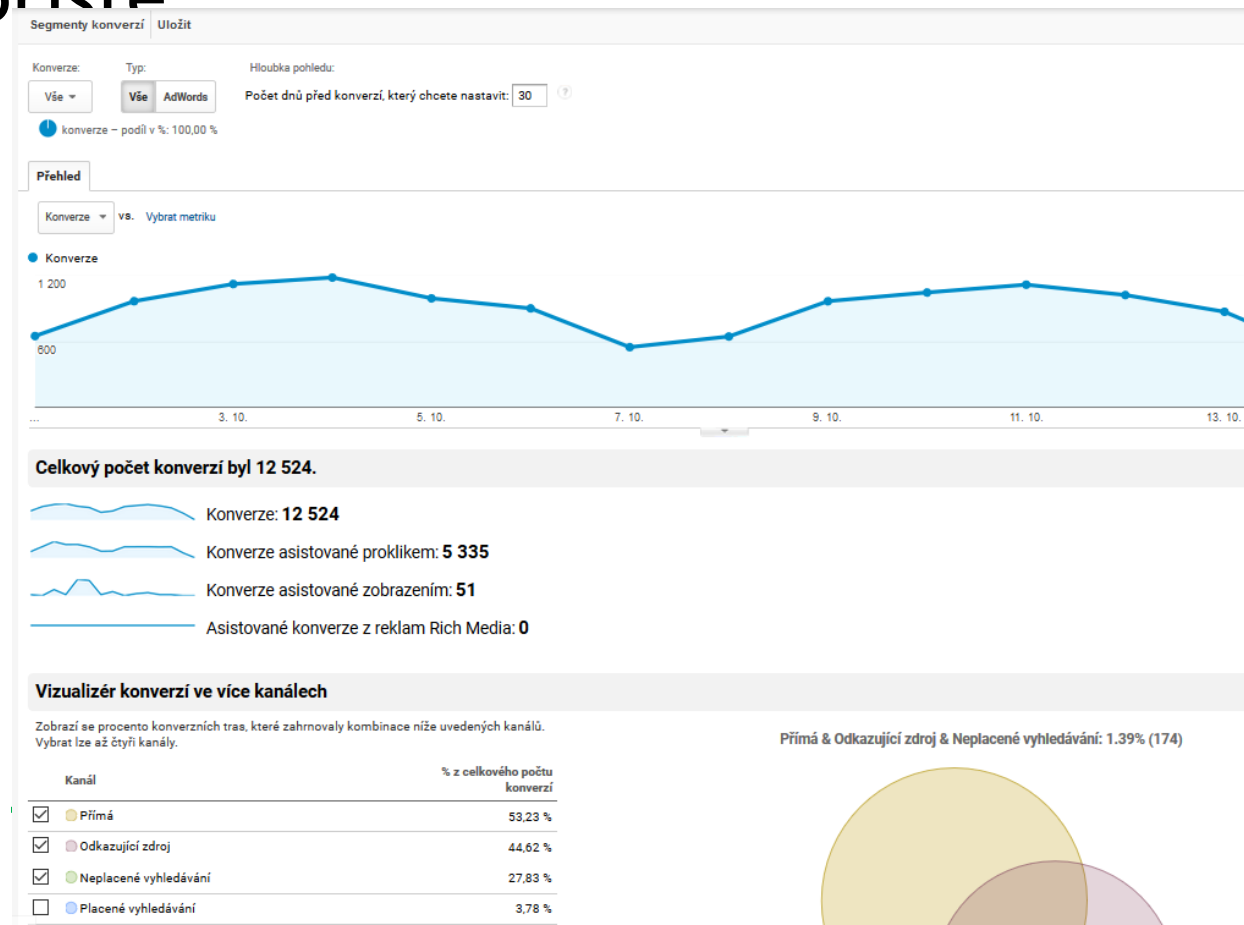 Segmenty konverzí Uložit
Konverze: Typ: Hloubka pohledu:
Vše Vše AdWords Počet dnů před konverzí, který chcete nastavit: 30 ?
konverze – podíl v %: 100,00 %
Přehled
Konverze vs. Vybrat metriku
Konverze
1 200
600
... 3. 10. 5. 10. 7. 10. 9. 10. 11. 10. 13. 10.
Celkový počet konverzí byl 12 524.
Konverze: 12 524
Konverze asistované proklikem: 5 335
Konverze asistované zobrazením: 51
Asistované konverze z reklam Rich Media: 0
Vizualizér konverzí ve více kanálech
Zobrazí se procento konverzních tras, které zahrnovaly kombinace níže uvedených kanálů.
Vybrat lze až čtyři kanály.
Přímá & Odkazující zdroj & Neplacené vyhledávání: 1.39% (174)
Kanál % z celkového počtu
konverzí
Přímá 53,23 %
Odkazující zdroj 44,62 %
Neplacené vyhledávání 27,83 %
Placené vyhledávání 3,78 %